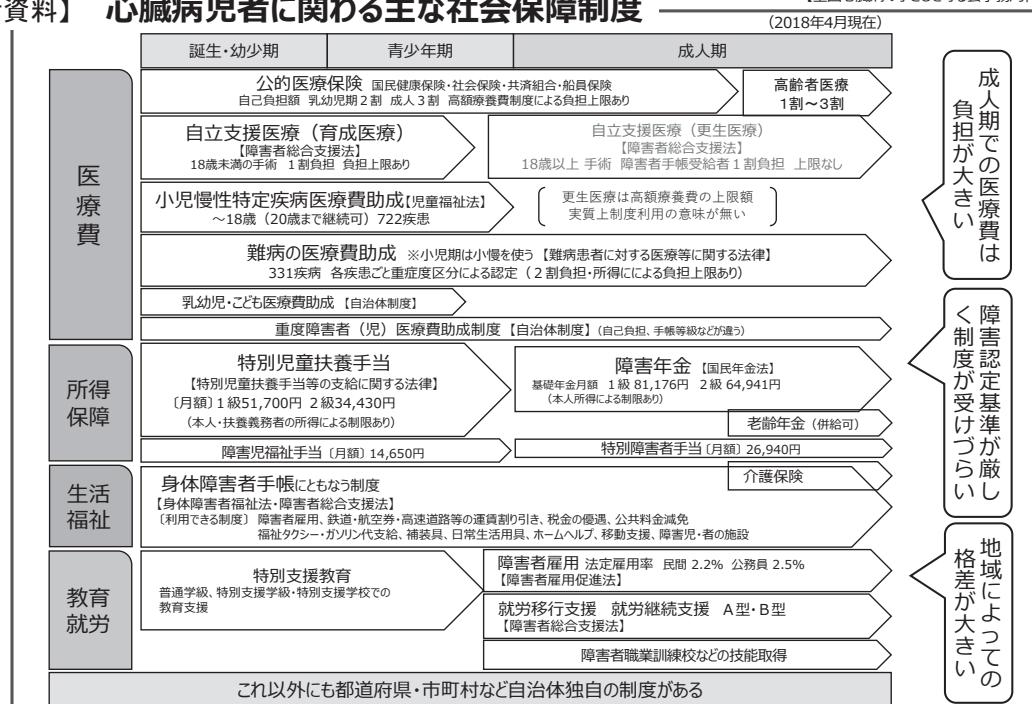 資料】 心臓病児者に関わる主な社会保障制度
(2018年4月現在)
誕生・幼少期 青少年期 成人期
医療費
公的医療保険 国民健康保険・社会保険・共済組合・船員保険
自己負担額 乳幼児期2割 成人3割 高額療養費制度による負担上限あり
高齢者医療
1割～3割
自立支援医療（育成医療）
【障害者総合支援法】
18歳未満の手術 1割負担 負担上限あり
自立支援医療（更生医療）
【障害者総合支援法】
18歳以上 手術 障害者手帳受給者1割負担 上限なし
小児慢性特定疾病医療費助成【児童福祉法】
～18歳（20歳まで継続可）722疾患
更生医療は高額療養費の上限額
実質上制度利用の意味が無い
難病の医療費助成 ※小児期は小慢を使う 【難病患者に対する医療等に関する法律】
331疾病 各疾患ごと重症度区分による認定（２割負担・所得にによる負担上限あり）
乳幼児・こども医療費助成 【自治体制度】
重度障害者（児）医療費助成制度【自治体制度】（自己負担、手帳等級などが違う）
所得
保障
特別児童扶養手当
【特別児童扶養手当等の支給に関する法律】
〔月額〕1級51,700円 2級34,430円
（本人・扶養義務者の所得による制限あり）
障害年金 【国民年金法】
基礎年金月額 1級 81,176円 2級 64,941円
（本人所得による制限あり）
老齢年金（併給可）
障害児福祉手当〔月額〕14,650円
特別障害者手当〔月額〕26,940円
生活
福祉
身体障害者手帳にともなう制度
【身体障害者福祉法・障害者総合支援法】
〔利用できる制度〕 障害者雇用、鉄道・航空券・高速道路等の運賃割り引き、税金の優遇、公共料金減免
福祉タクシー・ガソリン代支給、補装具、日常生活用具、ホームヘルプ、移動支援、障害児・者の施設
介護保険
教育
就労
特別支援教育
普通学級、特別支援学級・特別支援学校での
教育支援
障害者雇用 法定雇用率 民間 2.2% 公務員 2.5%
【障害者雇用促進法】
就労移行支援 就労継続支援 A型・B型
【障害者総合支援法】
障害者職業訓練校などの技能取得
これ以外にも都道府県・市町村など自治体独自の制度がある
成人期での医療費は
負担が大きい
障害認定基準が厳し
く制度が受けづらい
地域によっての
格差が大きい